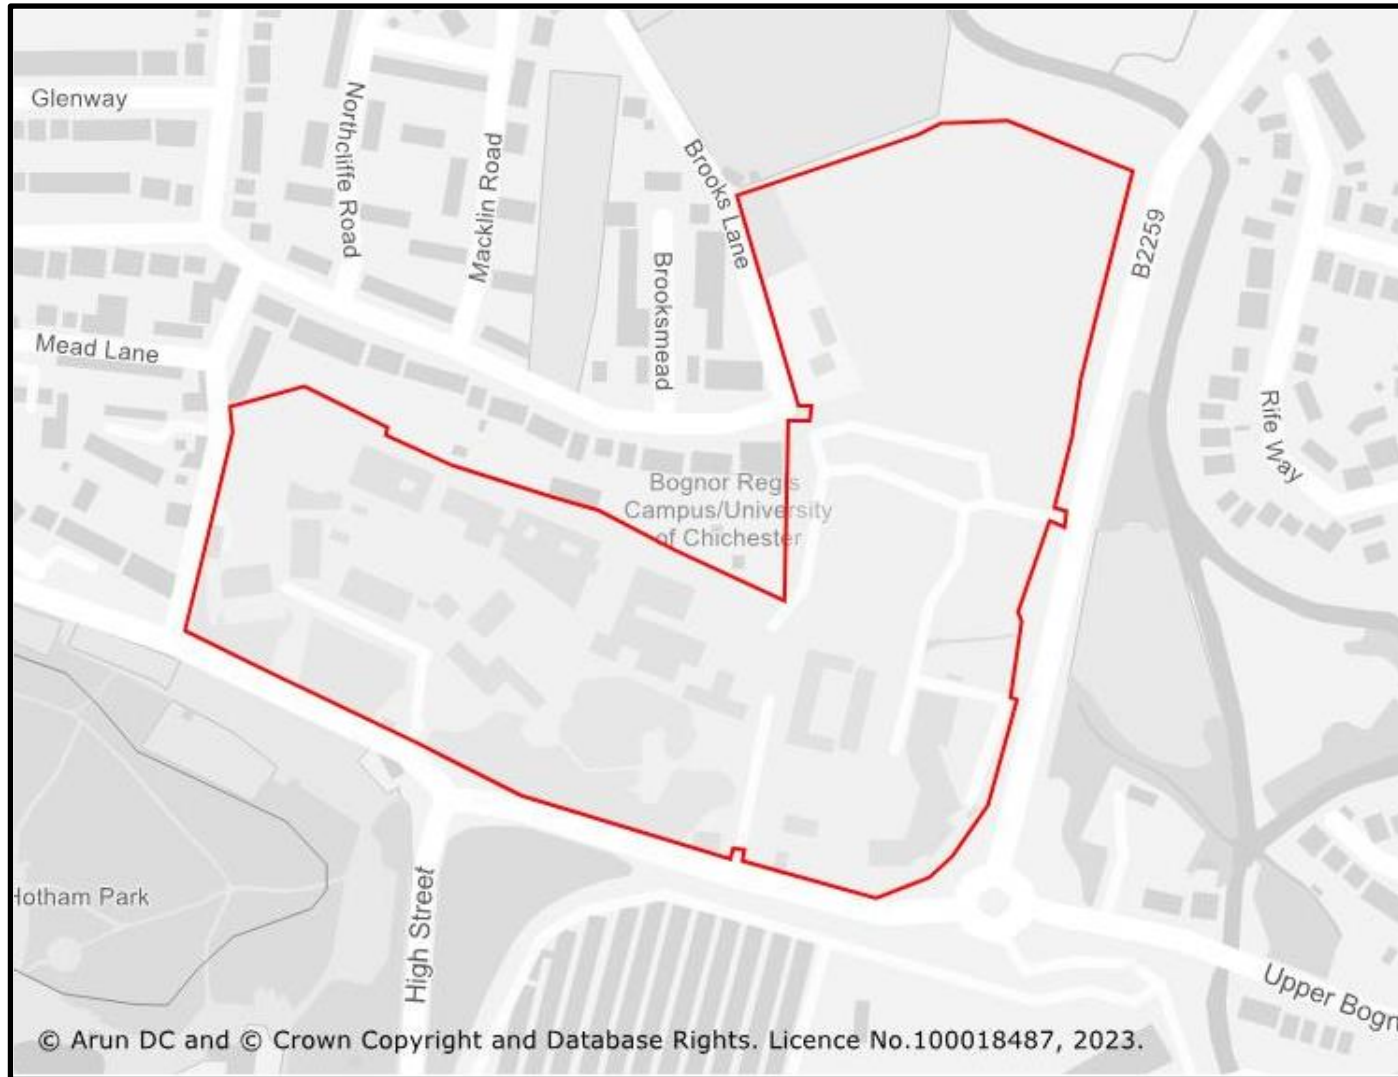 Glenway
Northcliffe Road
Macklin Road
Brooks Lane
B2259
Brooksmead
Mead Lane
Rife Way
Bognor Regis
Campus/University
of Chichester
Hotham Park
High Street
Upper Bogn
© Arun DC and © Crown Copyright and Database Rights. Licence No.100018487, 2023.